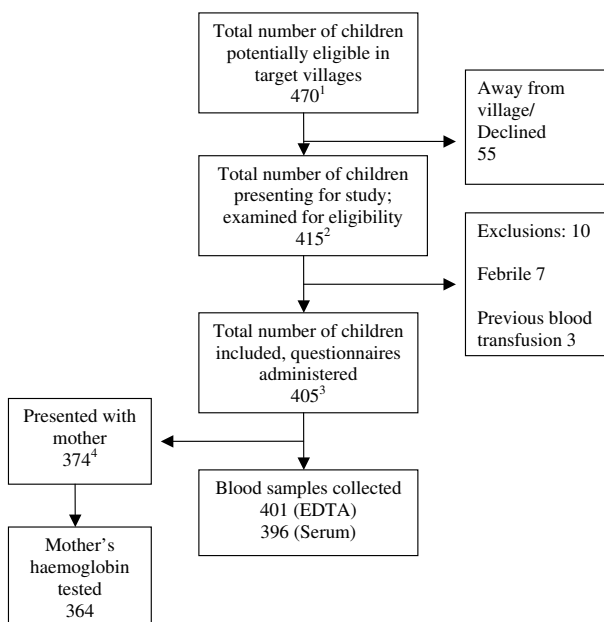 Total number of children
potentially eligible in
target villages
470¹
Away from
village/
Declined
55
Total number of children
presenting for study;
examined for eligibility
415²
Exclusions: 10
Febrile 7
Previous blood
transfusion 3
Total number of children
included, questionnaires
administered
405³
Presented with
mother
374⁴
Blood samples collected
401 (EDTA)
396 (Serum)
Mother’s
haemoglobin
tested
364